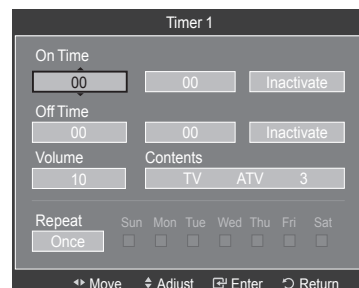 Timer 1
On Time
00 00 Inactivate
Off Time
00 00 Inactivate
Volume Contents
10 TV ATV 3
Repeat Sun Mon Tue Wed Thu Fri Sat
Once
Move Adjust Enter Return